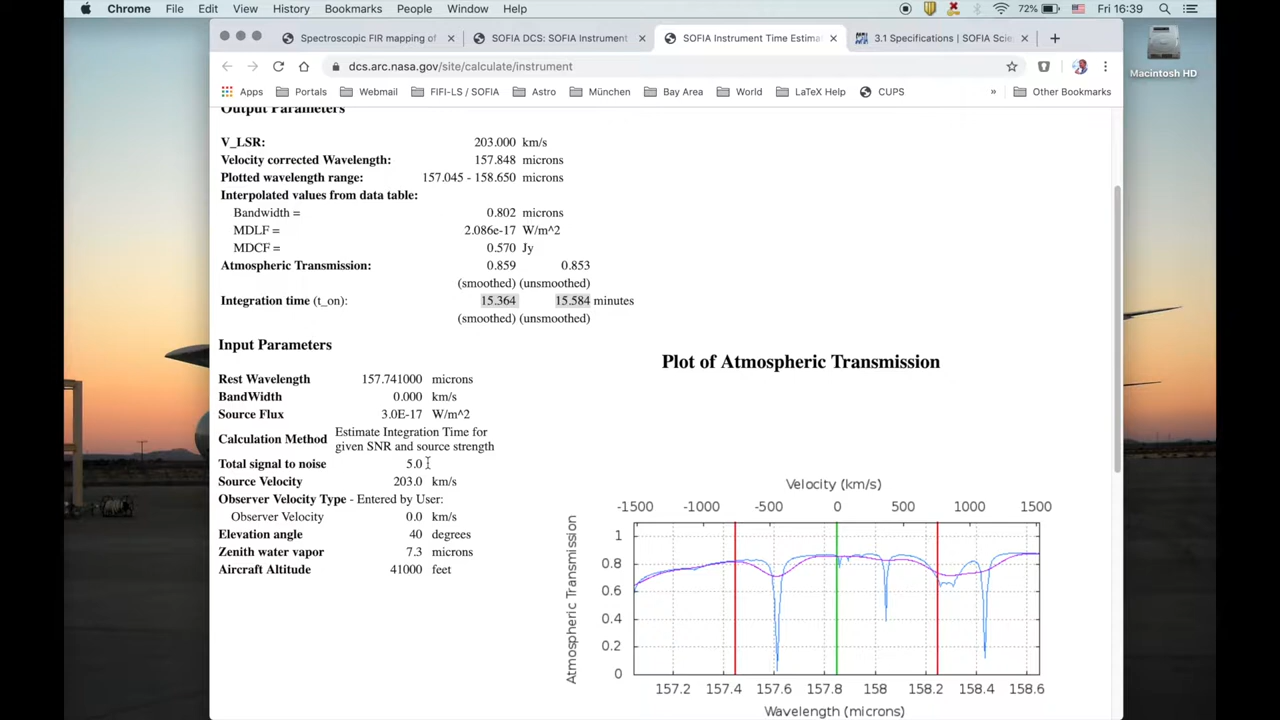 Chrome File Edit View History Bookmarks People Window Help 72% Fri 16:39
Spectroscopic FIR mapping of
SOFIA DCS: SOFIA Instrument
SOFIA Instrument Time Estima
3.1 Specifications | SOFIA Scie
dcs.arc.nasa.gov/site/calculate/instrument
Apps Portals Webmail FIFI-LS / SOFIA Astro München Bay Area World LaTeX Help CUPS » Other Bookmarks
Macintosh HD
Output Parameters
V_LSR: 203.000 km/s
Velocity corrected Wavelength: 157.848 microns
Plotted wavelength range: 157.045 - 158.650 microns
Interpolated values from data table:
Bandwidth = 0.802 microns
MDLF = 2.086e-17 W/m^2
MDCF = 0.570 Jy
Atmospheric Transmission: 0.859 0.853
(smoothed) (unsmoothed)
Integration time (t_on): 15.364 15.584 minutes
(smoothed) (unsmoothed)
Input Parameters
Rest Wavelength 157.741000 microns
BandWidth 0.000 km/s
Source Flux 3.0E-17 W/m^2
Calculation Method Estimate Integration Time for
given SNR and source strength
Total signal to noise 5.0
Source Velocity 203.0 km/s
Observer Velocity Type - Entered by User:
Observer Velocity 0.0 km/s
Elevation angle 40 degrees
Zenith water vapor 7.3 microns
Aircraft Altitude 41000 feet
Plot of Atmospheric Transmission
Velocity (km/s)
-1500 -1000 -500 0 500 1000 1500
Atmospheric Transmission
1
0.8
0.6
0.4
0.2
0
157.2 157.4 157.6 157.8 158 158.2 158.4 158.6
Wavelength (microns)